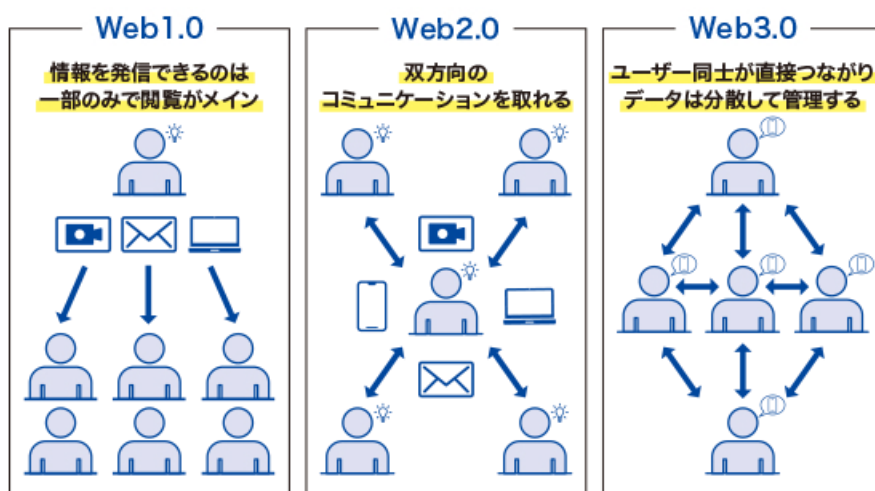 Web1.0
情報を発信できるのは
一部のみで閲覧がメイン
Web2.0
双方向の
コミュニケーションを取れる
Web3.0
ユーザー同士が直接つながり
データは分散して管理する